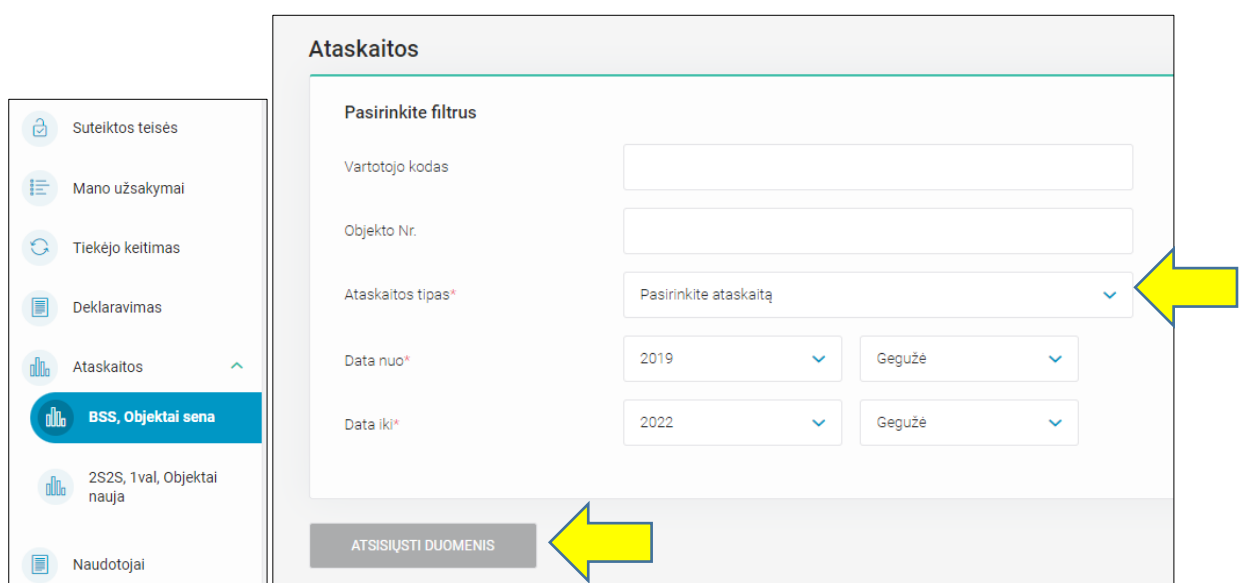 Suteiktos teisės
Mano užsakymai
Tiekėjo keitimas
Deklaravimas
Ataskaitos
BSS, Objektai sena
2S2S, 1val, Objektai
nauja
Naudotojai
Ataskaitos
Pasirinkite filtrus
Vartotojo kodas
Objekto Nr.
Ataskaitos tipas* Pasirinkite ataskaitą
Data nuo* 2019 Gegužė
Data iki* 2022 Gegužė
ATSISIŲSTI DUOMENIS